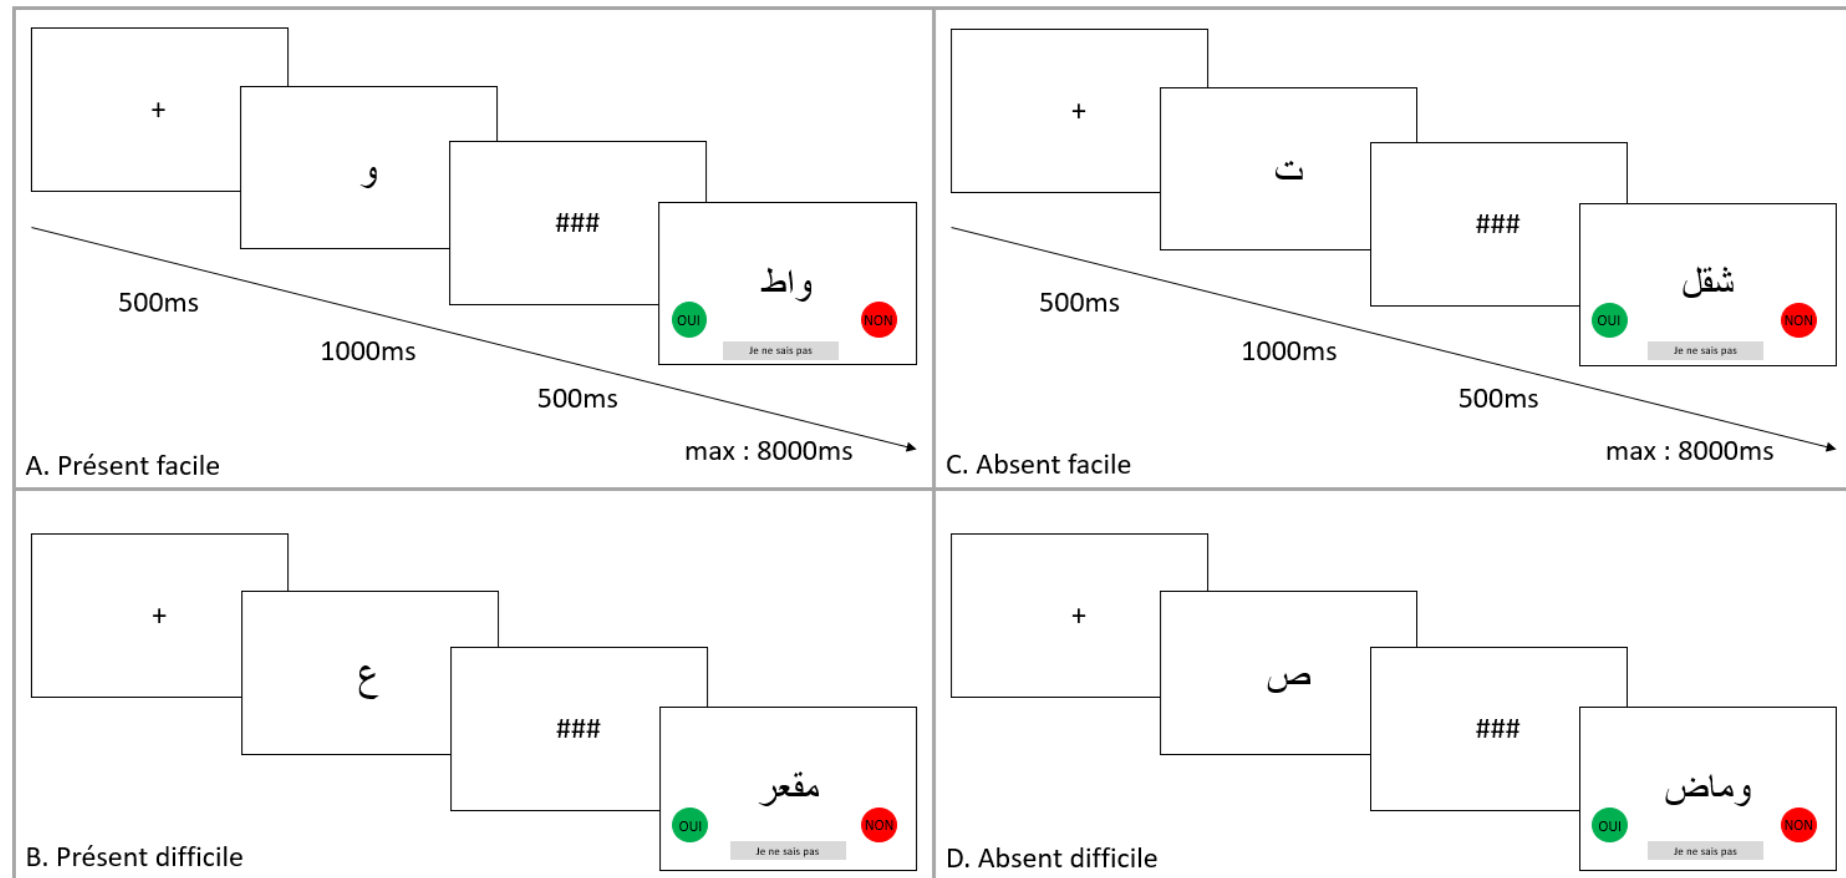 +
و
###
واط
OUI
NON
Je ne sais pas
500ms
1000ms
500ms
max : 8000ms
A. Présent facile
+
ت
###
شقل
OUI
NON
Je ne sais pas
500ms
1000ms
500ms
max : 8000ms
C. Absent facile
+
ع
###
مقعر
OUI
NON
Je ne sais pas
B. Présent difficile
+
ص
###
وماض
OUI
NON
Je ne sais pas
D. Absent difficile